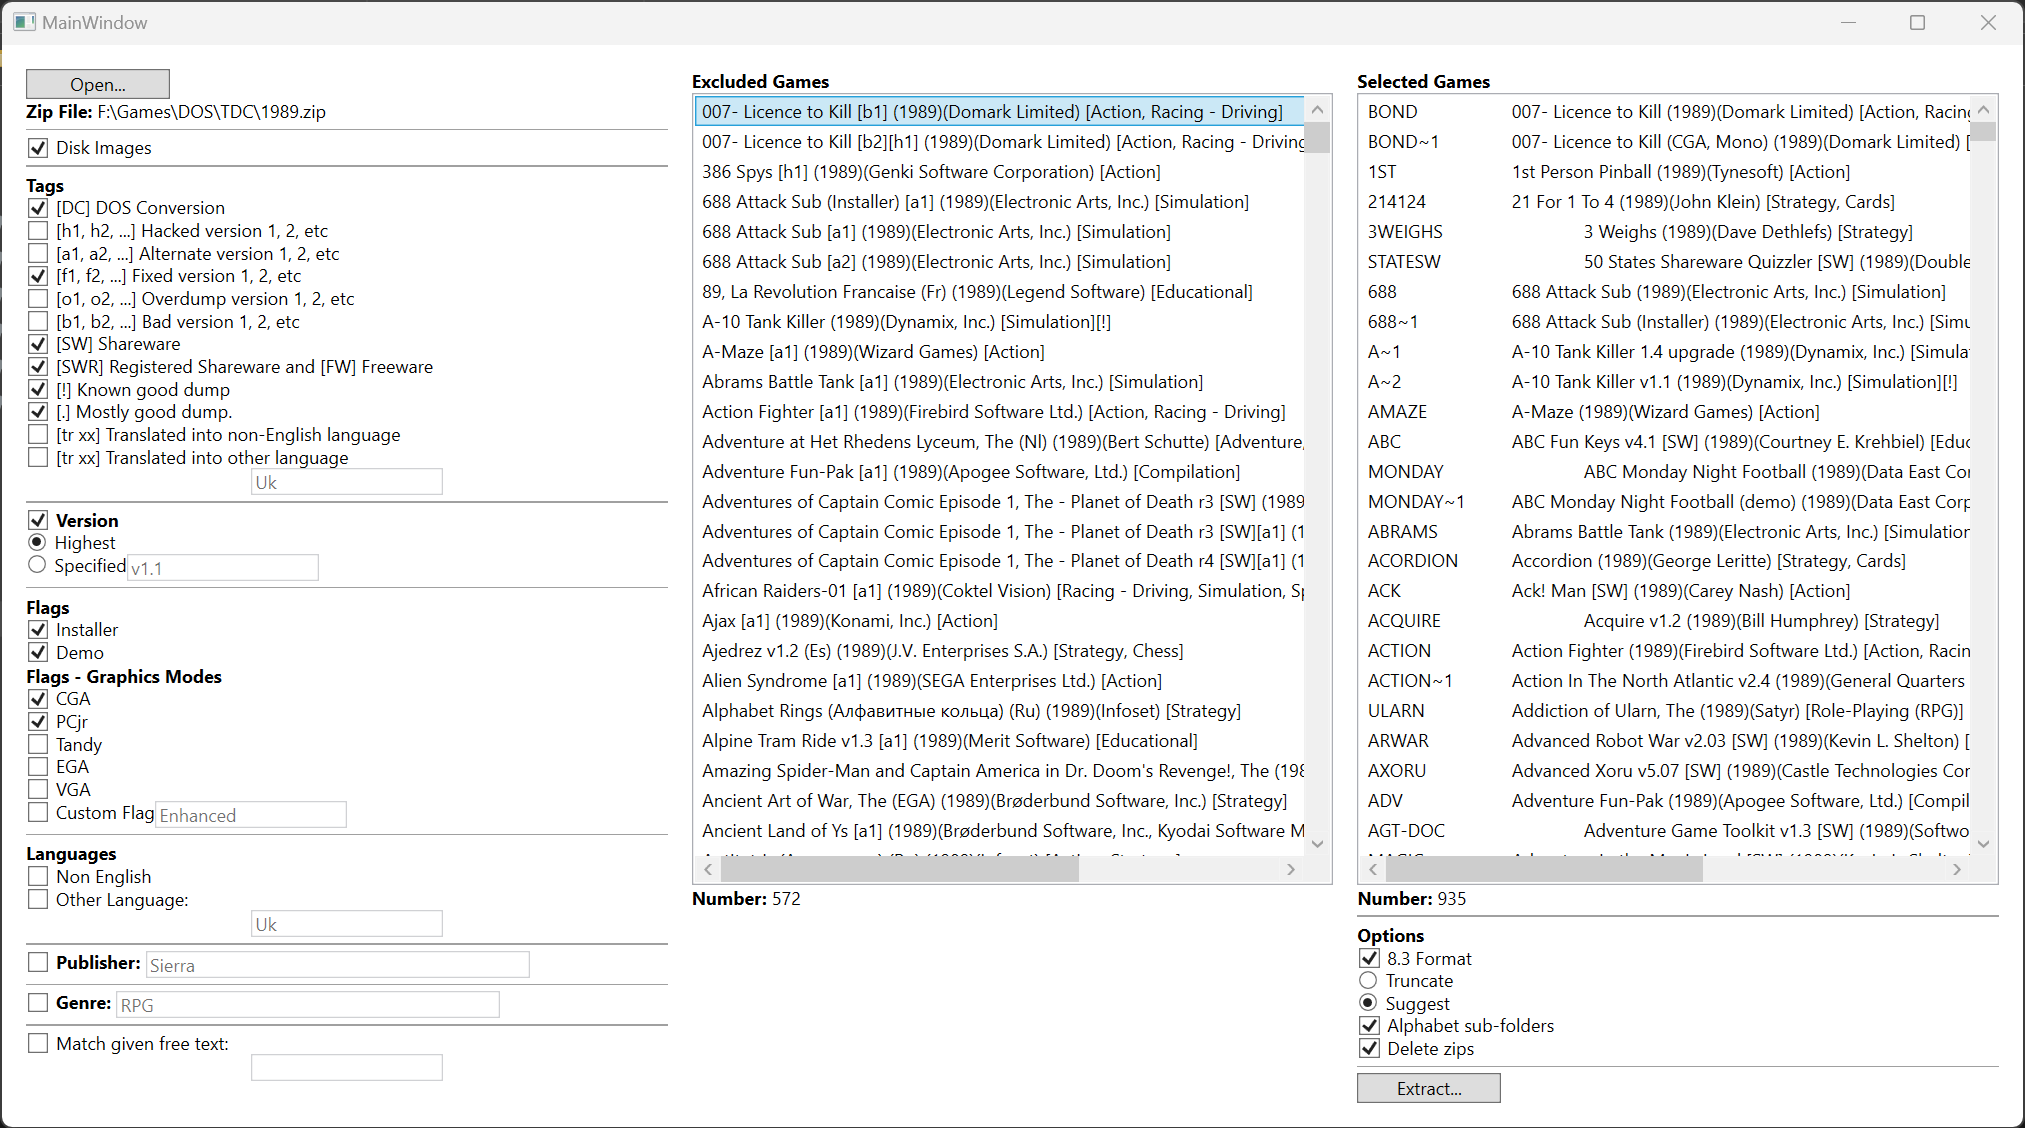 MainWindow
Open...
Zip File: F:\Games\DOS\TDC\1989.zip
Disk Images
Tags
[DC] DOS Conversion
[h1, h2, ...] Hacked version 1, 2, etc
[a1, a2, ...] Alternate version 1, 2, etc
[f1, f2, ...] Fixed version 1, 2, etc
[o1, o2, ...] Overdump version 1, 2, etc
[b1, b2, ...] Bad version 1, 2, etc
[SW] Shareware
[SWR] Registered Shareware and [FW] Freeware
[!] Known good dump
[.] Mostly good dump.
[tr xx] Translated into non-English language
[tr xx] Translated into other language
Uk
Version
Highest
Specified v1.1
Flags
Installer
Demo
Flags - Graphics Modes
CGA
PCjr
Tandy
EGA
VGA
Custom Flag Enhanced
Languages
Non English
Other Language:
Uk
Publisher: Sierra
Genre: RPG
Match given free text:
Excluded Games
007- Licence to Kill [b1] (1989)(Domark Limited) [Action, Racing - Driving]
007- Licence to Kill [b2][h1] (1989)(Domark Limited) [Action, Racing - Driving
386 Spys [h1] (1989)(Genki Software Corporation) [Action]
688 Attack Sub (Installer) [a1] (1989)(Electronic Arts, Inc.) [Simulation]
688 Attack Sub [a1] (1989)(Electronic Arts, Inc.) [Simulation]
688 Attack Sub [a2] (1989)(Electronic Arts, Inc.) [Simulation]
89, La Revolution Francaise (Fr) (1989)(Legend Software) [Educational]
A-10 Tank Killer (1989)(Dynamix, Inc.) [Simulation][!]
A-Maze [a1] (1989)(Wizard Games) [Action]
Abrams Battle Tank [a1] (1989)(Electronic Arts, Inc.) [Simulation]
Action Fighter [a1] (1989)(Firebird Software Ltd.) [Action, Racing - Driving]
Adventure at Het Rhedens Lyceum, The (Nl) (1989)(Bert Schutte) [Adventure,
Adventure Fun-Pak [a1] (1989)(Apogee Software, Ltd.) [Compilation]
Adventures of Captain Comic Episode 1, The - Planet of Death r3 [SW] (1989
Adventures of Captain Comic Episode 1, The - Planet of Death r3 [SW][a1] (1
Adventures of Captain Comic Episode 1, The - Planet of Death r4 [SW][a1] (1
African Raiders-01 [a1] (1989)(Coktel Vision) [Racing - Driving, Simulation, Sp
Ajax [a1] (1989)(Konami, Inc.) [Action]
Ajedrez v1.2 (Es) (1989)(J.V. Enterprises S.A.) [Strategy, Chess]
Alien Syndrome [a1] (1989)(SEGA Enterprises Ltd.) [Action]
Alphabet Rings (Алфавитные кольца) (Ru) (1989)(Infoset) [Strategy]
Alpine Tram Ride v1.3 [a1] (1989)(Merit Software) [Educational]
Amazing Spider-Man and Captain America in Dr. Doom's Revenge!, The (198
Ancient Art of War, The (EGA) (1989)(Brøderbund Software, Inc.) [Strategy]
Ancient Land of Ys [a1] (1989)(Brøderbund Software, Inc., Kyodai Software M
Number: 572
Selected Games
BOND 007- Licence to Kill (1989)(Domark Limited) [Action, Racing
BOND~1 007- Licence to Kill (CGA, Mono) (1989)(Domark Limited) [
1ST 1st Person Pinball (1989)(Tynesoft) [Action]
214124 21 For 1 To 4 (1989)(John Klein) [Strategy, Cards]
3WEIGHS 3 Weighs (1989)(Dave Dethlefs) [Strategy]
STATESW 50 States Shareware Quizzler [SW] (1989)(Double
688 688 Attack Sub (1989)(Electronic Arts, Inc.) [Simulation]
688~1 688 Attack Sub (Installer) (1989)(Electronic Arts, Inc.) [Simu
A~1 A-10 Tank Killer 1.4 upgrade (1989)(Dynamix, Inc.) [Simula
A~2 A-10 Tank Killer v1.1 (1989)(Dynamix, Inc.) [Simulation][!]
AMAZE A-Maze (1989)(Wizard Games) [Action]
ABC ABC Fun Keys v4.1 [SW] (1989)(Courtney E. Krehbiel) [Educ
MONDAY ABC Monday Night Football (1989)(Data East Cor
MONDAY~1 ABC Monday Night Football (demo) (1989)(Data East Corp
ABRAMS Abrams Battle Tank (1989)(Electronic Arts, Inc.) [Simulation
ACORDION Accordion (1989)(George Leritte) [Strategy, Cards]
ACK Ack! Man [SW] (1989)(Carey Nash) [Action]
ACQUIRE Acquire v1.2 (1989)(Bill Humphrey) [Strategy]
ACTION Action Fighter (1989)(Firebird Software Ltd.) [Action, Racin
ACTION~1 Action In The North Atlantic v2.4 (1989)(General Quarters
ULARN Addiction of Ularn, The (1989)(Satyr) [Role-Playing (RPG)]
ARWAR Advanced Robot War v2.03 [SW] (1989)(Kevin L. Shelton) [
AXORU Advanced Xoru v5.07 [SW] (1989)(Castle Technologies Cor
ADV Adventure Fun-Pak (1989)(Apogee Software, Ltd.) [Compil
AGT-DOC Adventure Game Toolkit v1.3 [SW] (1989)(Softwo
Number: 935
Options
8.3 Format
Truncate
Suggest
Alphabet sub-folders
Delete zips
Extract...